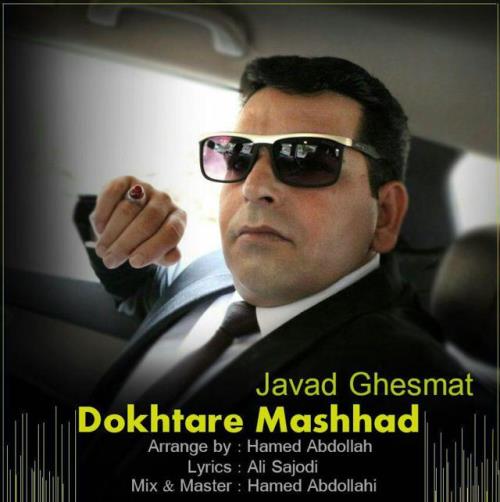 Javad Ghesmat
Dokhtare Mashhad
Arrange by : Hamed Abdollah
Lyrics : Ali Sajodi
Mix & Master : Hamed Abdollahi